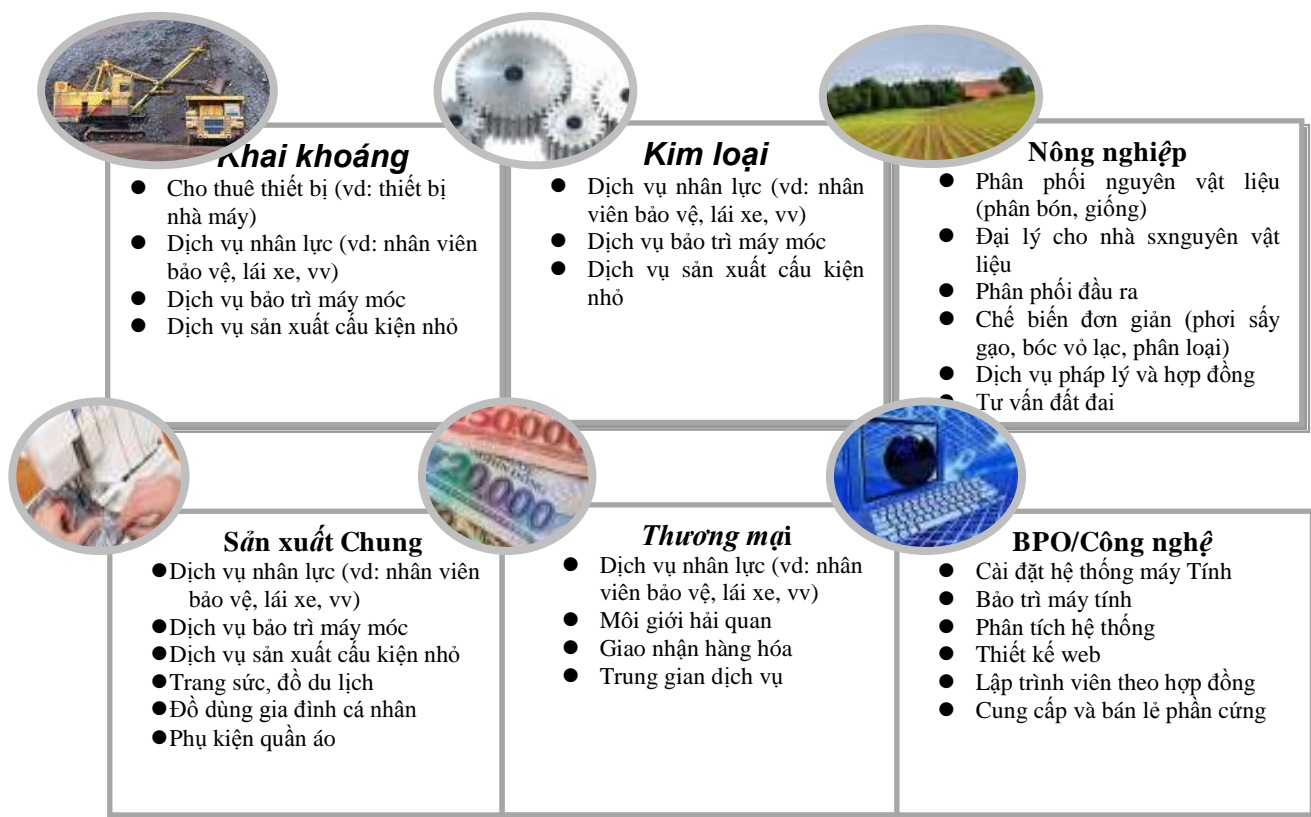 Khai khoáng
● Cho thuê thiết bị (vd: thiết bị
nhà máy)
● Dịch vụ nhân lực (vd: nhân viên
bảo vệ, lái xe, vv)
● Dịch vụ bảo trì máy móc
● Dịch vụ sản xuất cấu kiện nhỏ
Kim loại
● Dịch vụ nhân lực (vd: nhân
viên bảo vệ, lái xe, vv)
● Dịch vụ bảo trì máy móc
● Dịch vụ sản xuất cấu kiện
nhỏ
Nông nghiệp
● Phân phối nguyên vật liệu
(phân bón, giống)
● Đại lý cho nhà sxnguyên vật
liệu
● Phân phối đầu ra
● Chế biến đơn giản (phơi sấy
gạo, bóc vỏ lạc, phân loại)
● Dịch vụ pháp lý và hợp đồng
● Tư vấn đất đai
Sản xuất Chung
● Dịch vụ nhân lực (vd: nhân viên
bảo vệ, lái xe, vv)
● Dịch vụ bảo trì máy móc
● Dịch vụ sản xuất cấu kiện nhỏ
● Trang sức, đồ du lịch
● Đồ dùng gia đình cá nhân
● Phụ kiện quần áo
20.000
Thương mại
● Dịch vụ nhân lực (vd: nhân
viên bảo vệ, lái xe, vv)
● Môi giới hải quan
● Giao nhận hàng hóa
● Trung gian dịch vụ
BPO/Công nghệ
● Cài đặt hệ thống máy Tính
● Bảo trì máy tính
● Phân tích hệ thống
● Thiết kế web
● Lập trình viên theo hợp đồng
● Cung cấp và bán lẻ phần cứng